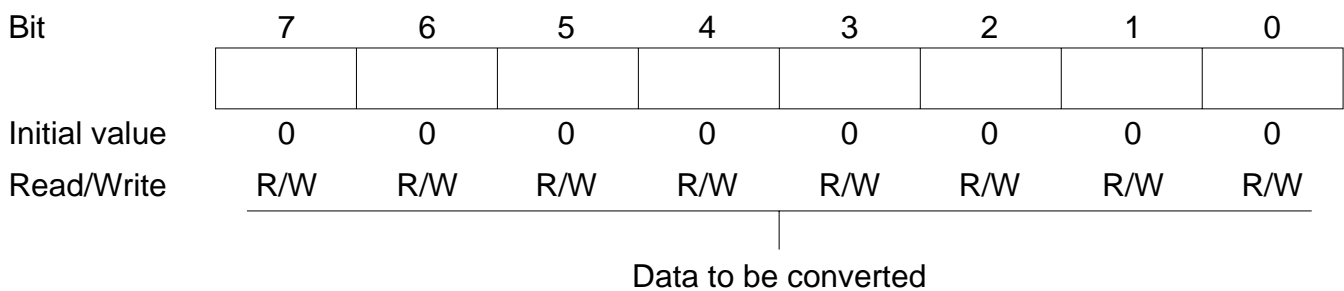 Bit 7 6 5 4 3 2 1 0
Initial value 0 0 0 0 0 0 0 0
Read/Write R/W R/W R/W R/W R/W R/W R/W R/W
Data to be converted